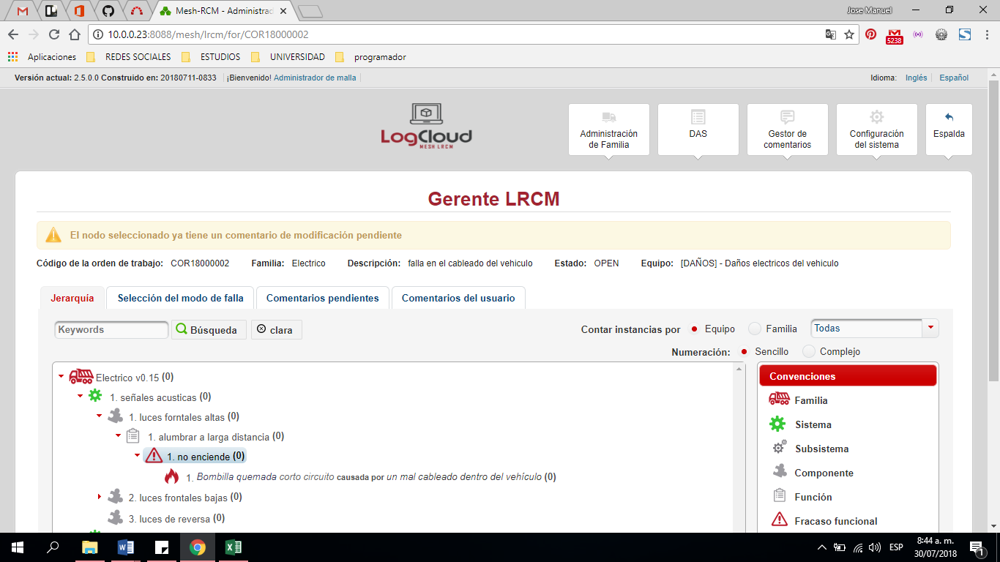 Mesh-RCM - Administrad
Jose Manuel
10.0.0.23:8088/mesh/lrcm/for/COR18000002
5238
Aplicaciones
REDES SOCIALES
ESTUDIOS
UNIVERSIDAD
programador
Versión actual: 2.5.0.0 Construido en: 20180711-0833
¡Bienvenido! Administrador de malla
Idioma: Inglés Español
LogCloud
MESH LRCM
Administración
de Familia
DAS
Gestor de
comentarios
Configuración
del sistema
Espalda
Gerente LRCM
El nodo seleccionado ya tiene un comentario de modificación pendiente
Código de la orden de trabajo: COR18000002 Familia: Electrico Descripción: falla en el cableado del vehiculo Estado: OPEN Equipo: [DAÑOS] - Daños electricos del vehiculo
Jerarquía
Selección del modo de falla
Comentarios pendientes
Comentarios del usuario
Keywords
Búsqueda
clara
Contar instancias por Equipo Familia Todas
Numeración: Sencillo Complejo
Electrico v0.15 (0)
1. señales acusticas (0)
1. luces forntales altas (0)
1. alumbrar a larga distancia (0)
1. no enciende (0)
1. Bombilla quemada corto circuito causada por un mal cableado dentro del vehículo (0)
2. luces frontales bajas (0)
3. luces de reversa (0)
Convenciones
Familia
Sistema
Subsistema
Componente
Función
Fracaso funcional
ESP
8:44 a. m.
30/07/2018
1